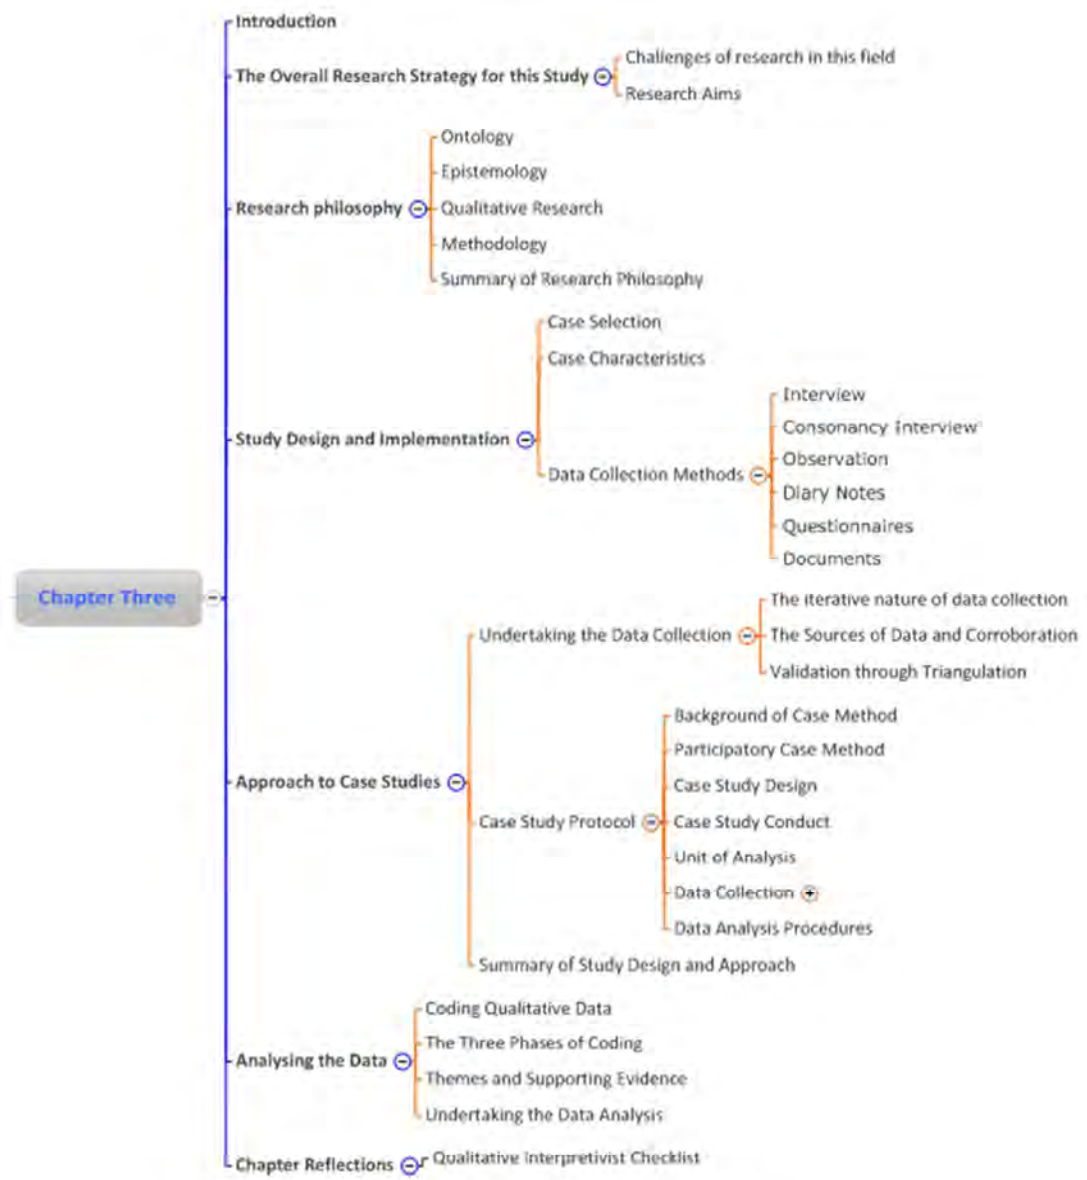 Introduction
The Overall Research Strategy for this Study
Challenges of research in this field
Research Aims
Research philosophy
Ontology
Epistemology
Qualitative Research
Methodology
Summary of Research Philosophy
Study Design and Implementation
Case Selection
Case Characteristics
Data Collection Methods
Interview
Consonancy Interview
Observation
Diary Notes
Questionnaires
Documents
Chapter Three
Approach to Case Studies
Undertaking the Data Collection
The iterative nature of data collection
The Sources of Data and Corroboration
Validation through Triangulation
Case Study Protocol
Background of Case Method
Participatory Case Method
Case Study Design
Case Study Conduct
Unit of Analysis
Data Collection
Data Analysis Procedures
Summary of Study Design and Approach
Analysing the Data
Coding Qualitative Data
The Three Phases of Coding
Themes and Supporting Evidence
Undertaking the Data Analysis
Chapter Reflections
Qualitative Interpretivist Checklist